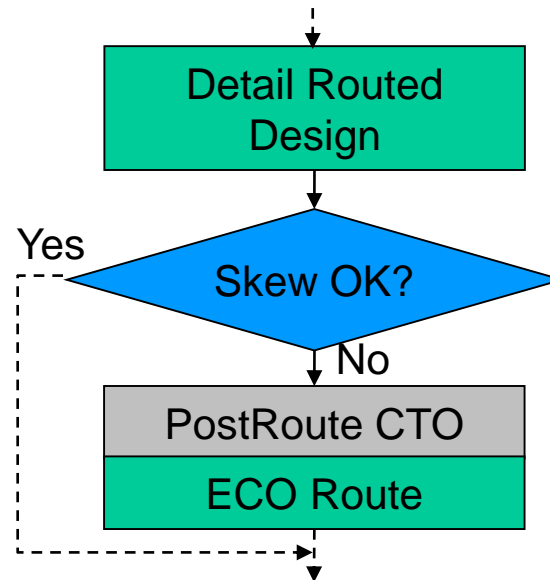 Detail Routed
Design
Yes
Skew OK?
No
PostRoute CTO
ECO Route